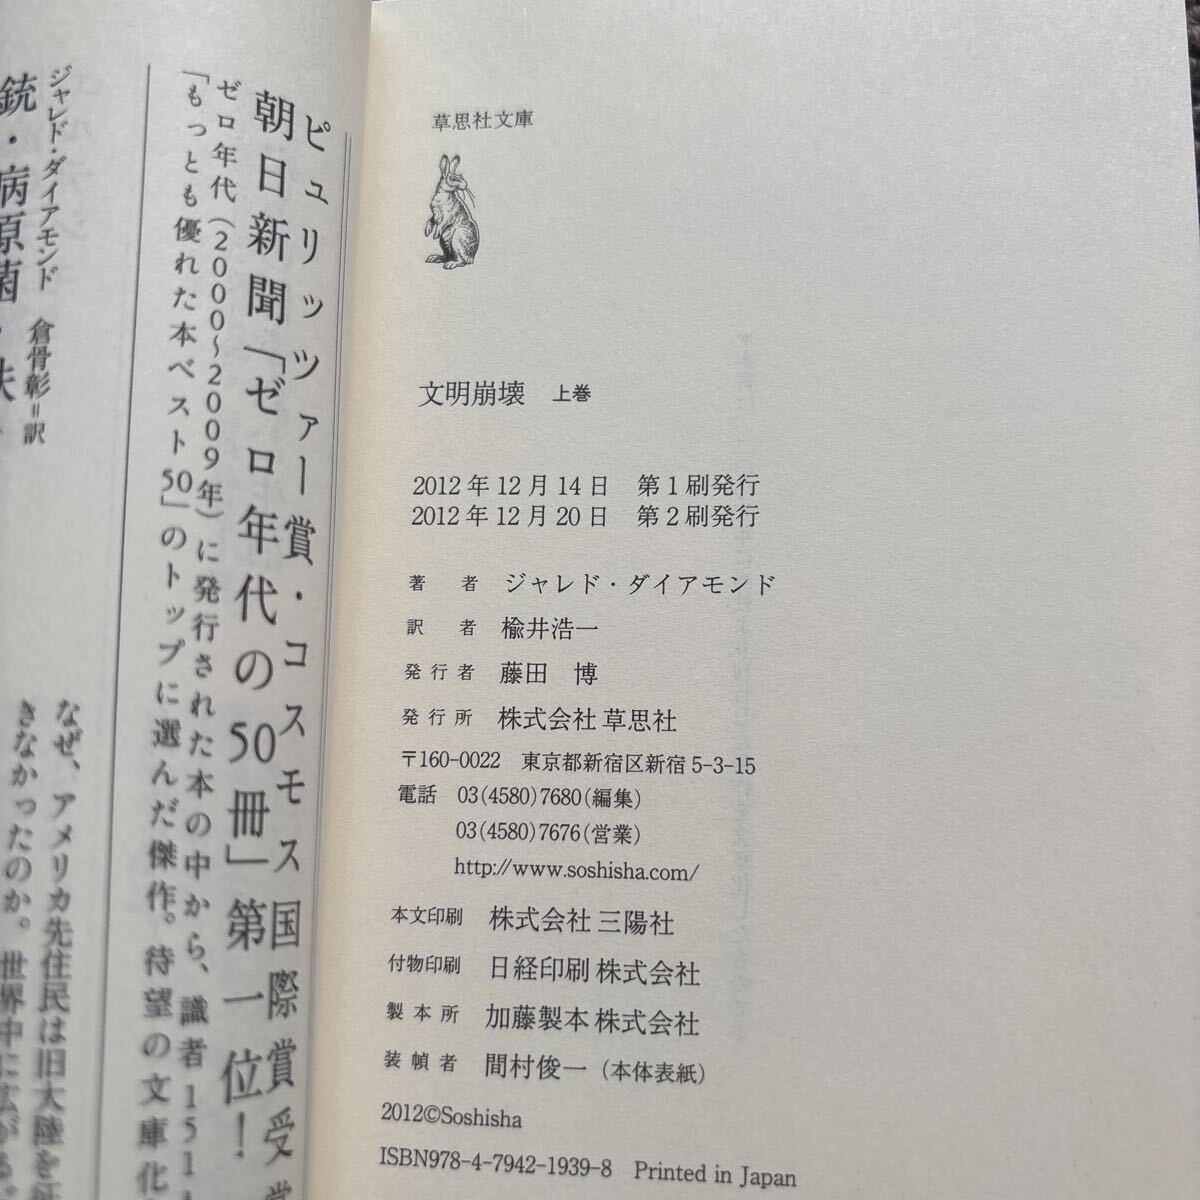 草思社文庫
文明崩壊 上巻
2012年12月14日 第1刷発行
2012年12月20日 第2刷発行
著者 ジャレド・ダイアモンド
訳者 楡井浩一
発行者 藤田 博
発行所 株式会社 草思社
〒160-0022 東京都新宿区新宿5-3-15
電話 03(4580)7680(編集)
03(4580)7676(営業)
http://www.soshisha.com/
本文印刷 株式会社 三陽社
付物印刷 日経印刷 株式会社
製本所 加藤製本 株式会社
装幀者 間村俊一(本体表紙)
2012©Soshisha
ISBN978-4-7942-1939-8 Printed in Japan
ピュリッツァー賞・コスモス国際賞受賞
朝日新聞「ゼロ年代の50冊」第一位!
ゼロ年代(2000〜2009年)に発行された本の中から、識者151
「もっとも優れた本ベスト50」のトップに選んだ傑作。待望の文庫化
ジャレド・ダイアモンド 倉骨彰=訳
銃・病原菌・鉄
なぜ、アメリカ先住民は旧大陸を征
きなかったのか。世界中に広がる